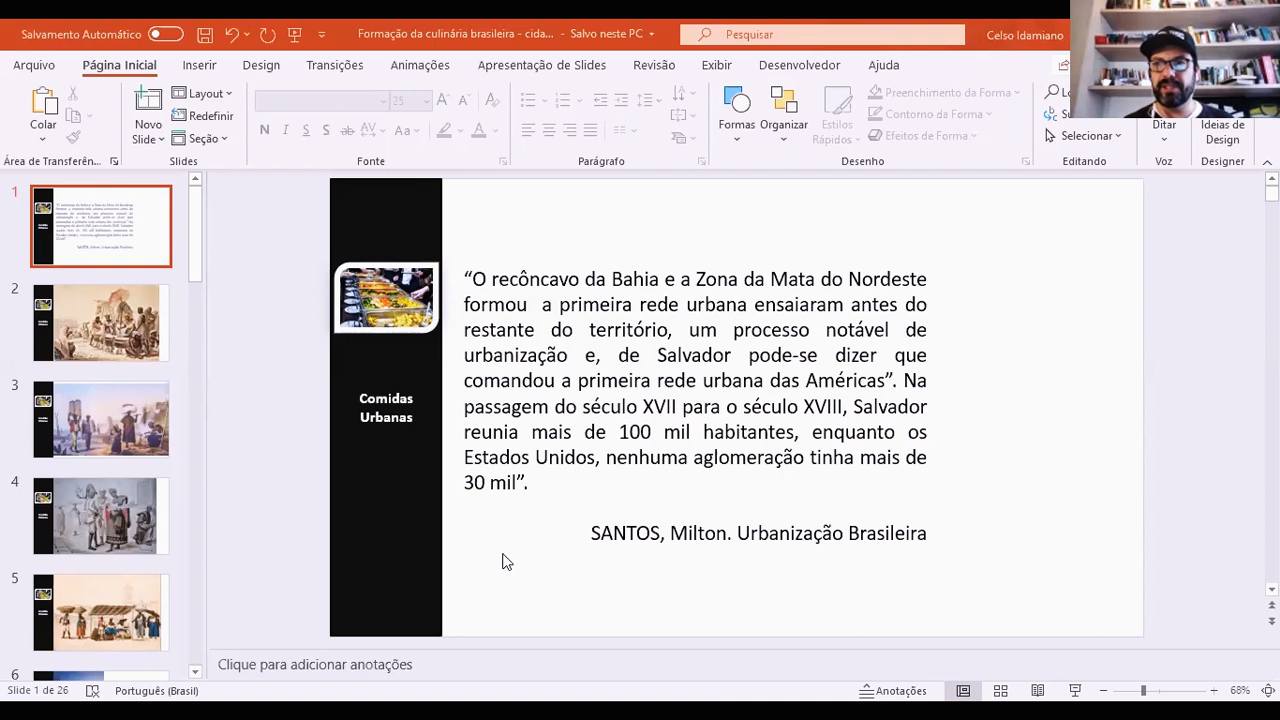 Salvamento Automático
Formação da culinária brasileira - cida... - Salvo neste PC
Pesquisar
Celso Idamiano
Arquivo
Página Inicial
Inserir
Design
Transições
Animações
Apresentação de Slides
Revisão
Exibir
Desenvolvedor
Ajuda
Colar
Novo
Slide
Layout
Redefinir
Seção
25
Formas
Organizar
Estilos
Rápidos
Preenchimento da Forma
Contorno da Forma
Efeitos de Forma
Selecionar
Ditar
Ideias de
Design
Área de Transferên...
Slides
Fonte
Parágrafo
Desenho
Editando
Voz
Designer
1
2
3
4
5
6
Comidas
Urbanas
“O recôncavo da Bahia e a Zona da Mata do Nordeste
formou a primeira rede urbana ensaiaram antes do
restante do território, um processo notável de
urbanização e, de Salvador pode-se dizer que
comandou a primeira rede urbana das Américas”. Na
passagem do século XVII para o século XVIII, Salvador
reunia mais de 100 mil habitantes, enquanto os
Estados Unidos, nenhuma aglomeração tinha mais de
30 mil”.
SANTOS, Milton. Urbanização Brasileira
Clique para adicionar anotações
Slide 1 de 26
Português (Brasil)
Anotações
68%